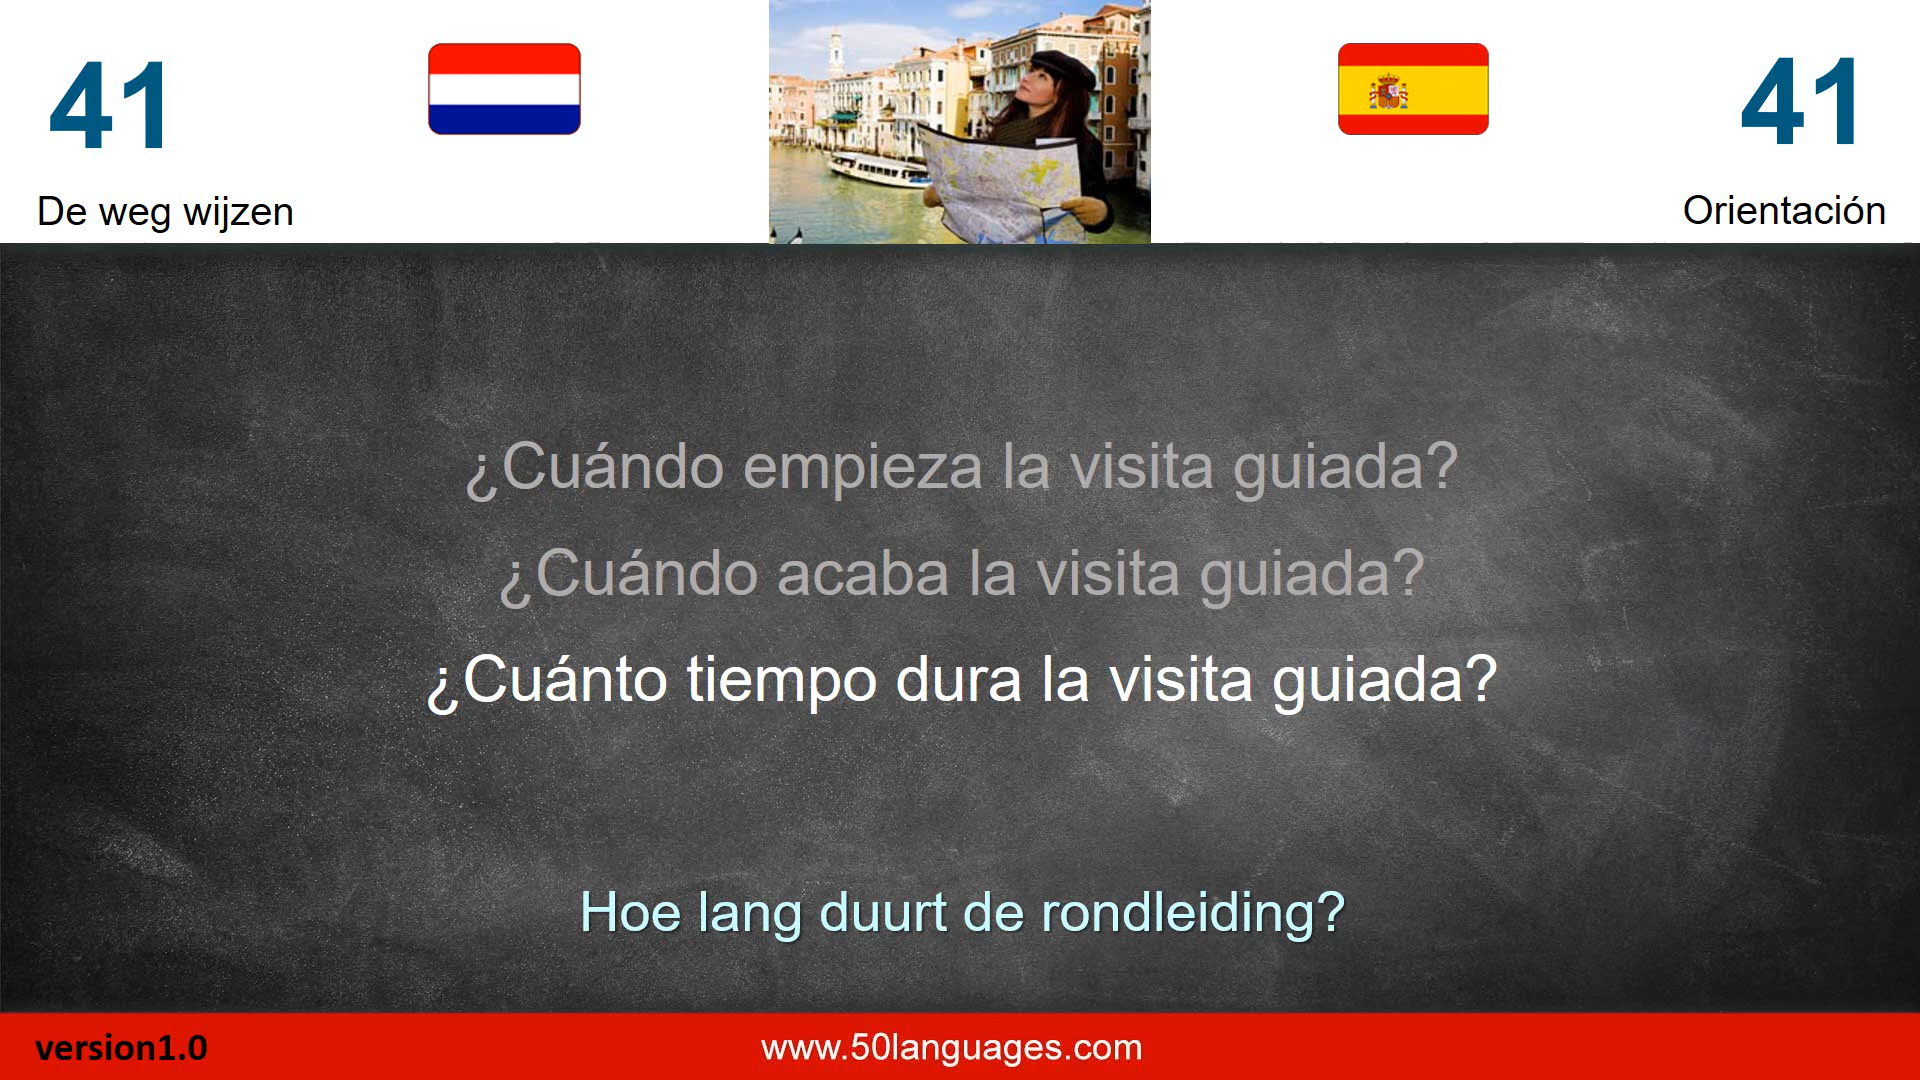 41
41
De weg wijzen
Orientación
¿Cuándo empieza la visita guiada?
¿Cuándo acaba la visita guiada?
¿Cuánto tiempo dura la visita guiada?
Hoe lang duurt de rondleiding?
version1.0
www.50languages.com